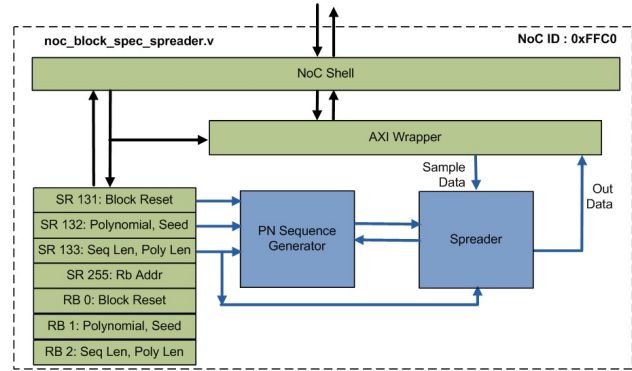 noc_block_spec_spreader.v
NoC ID : 0xFFC0
NoC Shell
AXI Wrapper
Sample
Data
Out
Data
SR 131: Block Reset
SR 132: Polynomial, Seed
SR 133: Seq Len, Poly Len
SR 255: Rb Addr
RB 0: Block Reset
RB 1: Polynomial, Seed
RB 2: Seq Len, Poly Len
PN Sequence
Generator
Spreader